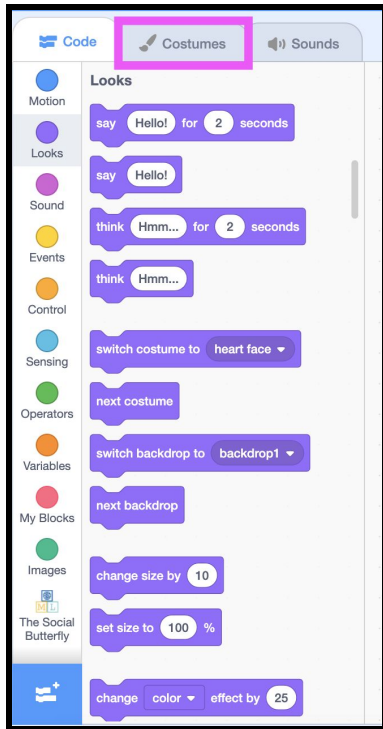 Code Costumes Sounds
Motion
Looks
Sound
Events
Control
Sensing
Operators
Variables
My Blocks
Images
ML
The Social
Butterfly
Looks
say Hello! for 2 seconds
say Hello!
think Hmm... for 2 seconds
think Hmm...
switch costume to heart face
next costume
switch backdrop to backdrop1
next backdrop
change size by 10
set size to 100 %
change color effect by 25